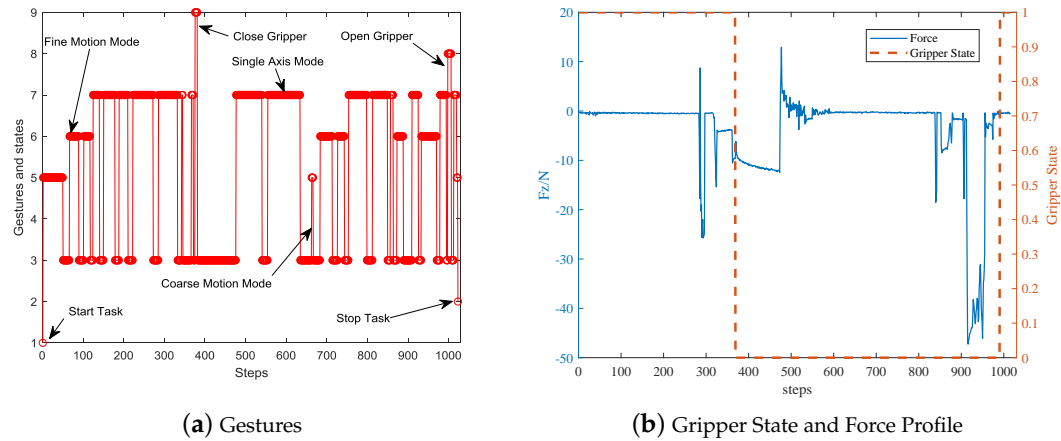 9
8
7
6
5
4
3
2
1
Gestures and states
Fine Motion Mode
Close Gripper
Single Axis Mode
Open Gripper
Coarse Motion Mode
Start Task
Stop Task
0 100 200 300 400 500 600 700 800 900 1000
Steps
(a) Gestures
20
10
0
-10
-20
-30
-40
-50
Fz/N
Force
Gripper State
1
0.9
0.8
0.7
0.6
0.5
0.4
0.3
0.2
0.1
0
Gripper State
0 100 200 300 400 500 600 700 800 900 1000
steps
(b) Gripper State and Force Profile